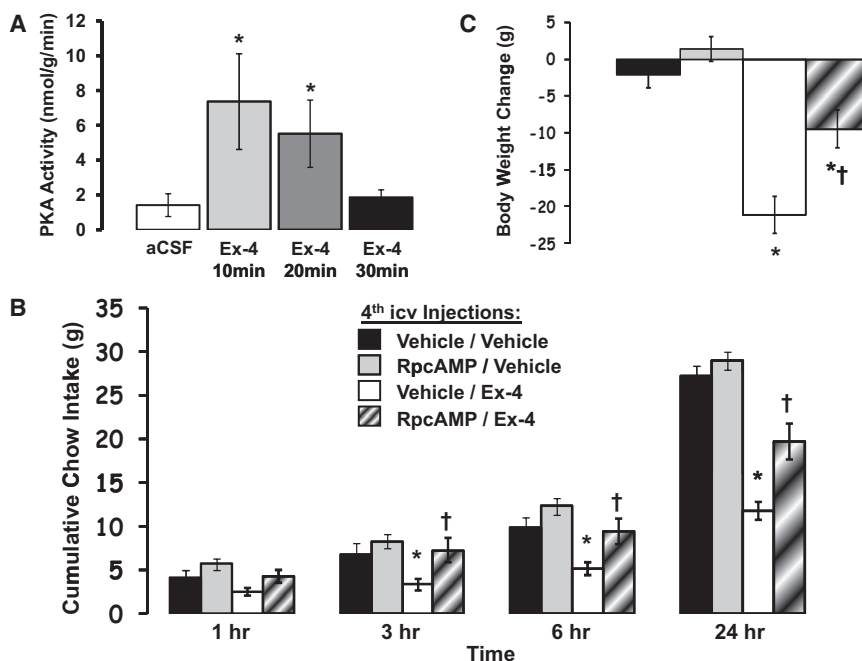 A
PKA Activity (nmol/g/min)
12
10
8
6
4
2
0
*
*
aCSF
Ex-4
10min
Ex-4
20min
Ex-4
30min
C
Body Weight Change (g)
5
0
-5
-10
-15
-20
-25
*
*†
B
Cumulative Chow Intake (g)
35
30
25
20
15
10
5
0
4th icv Injections:
Vehicle / Vehicle
RpcAMP / Vehicle
Vehicle / Ex-4
RpcAMP / Ex-4
*
†
*
†
*
†
1 hr
3 hr
6 hr
24 hr
Time